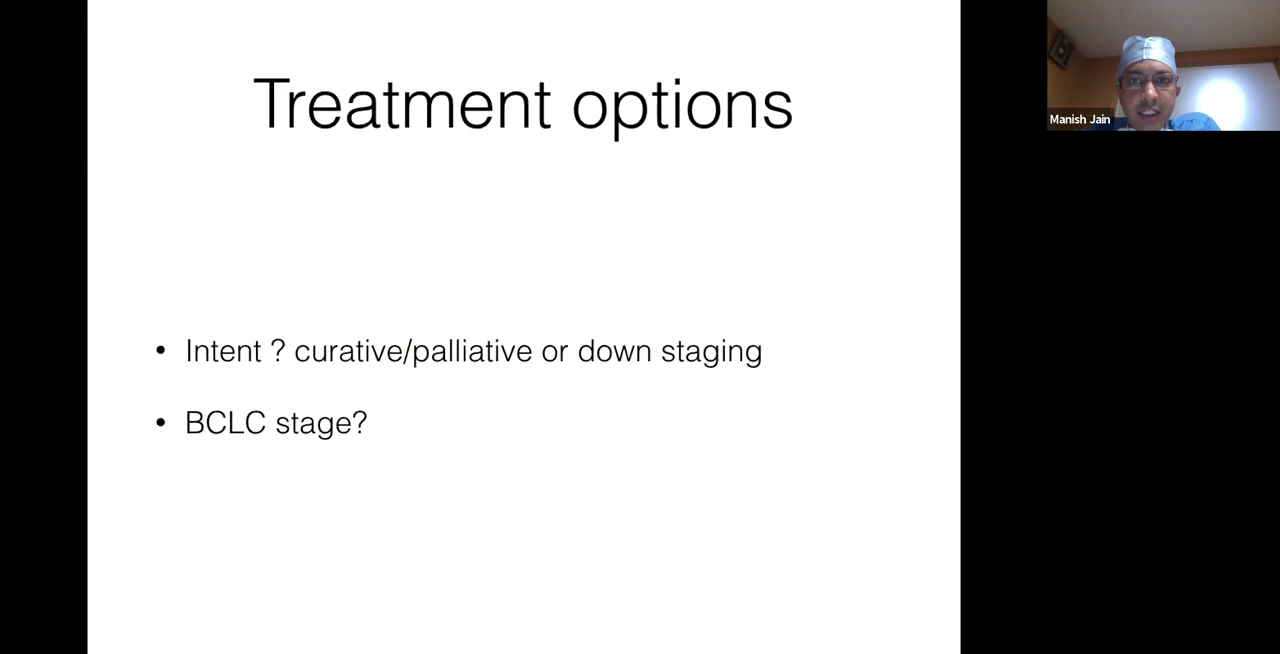 Treatment options
Manish Jain
• Intent ? curative/palliative or down staging
• BCLC stage?